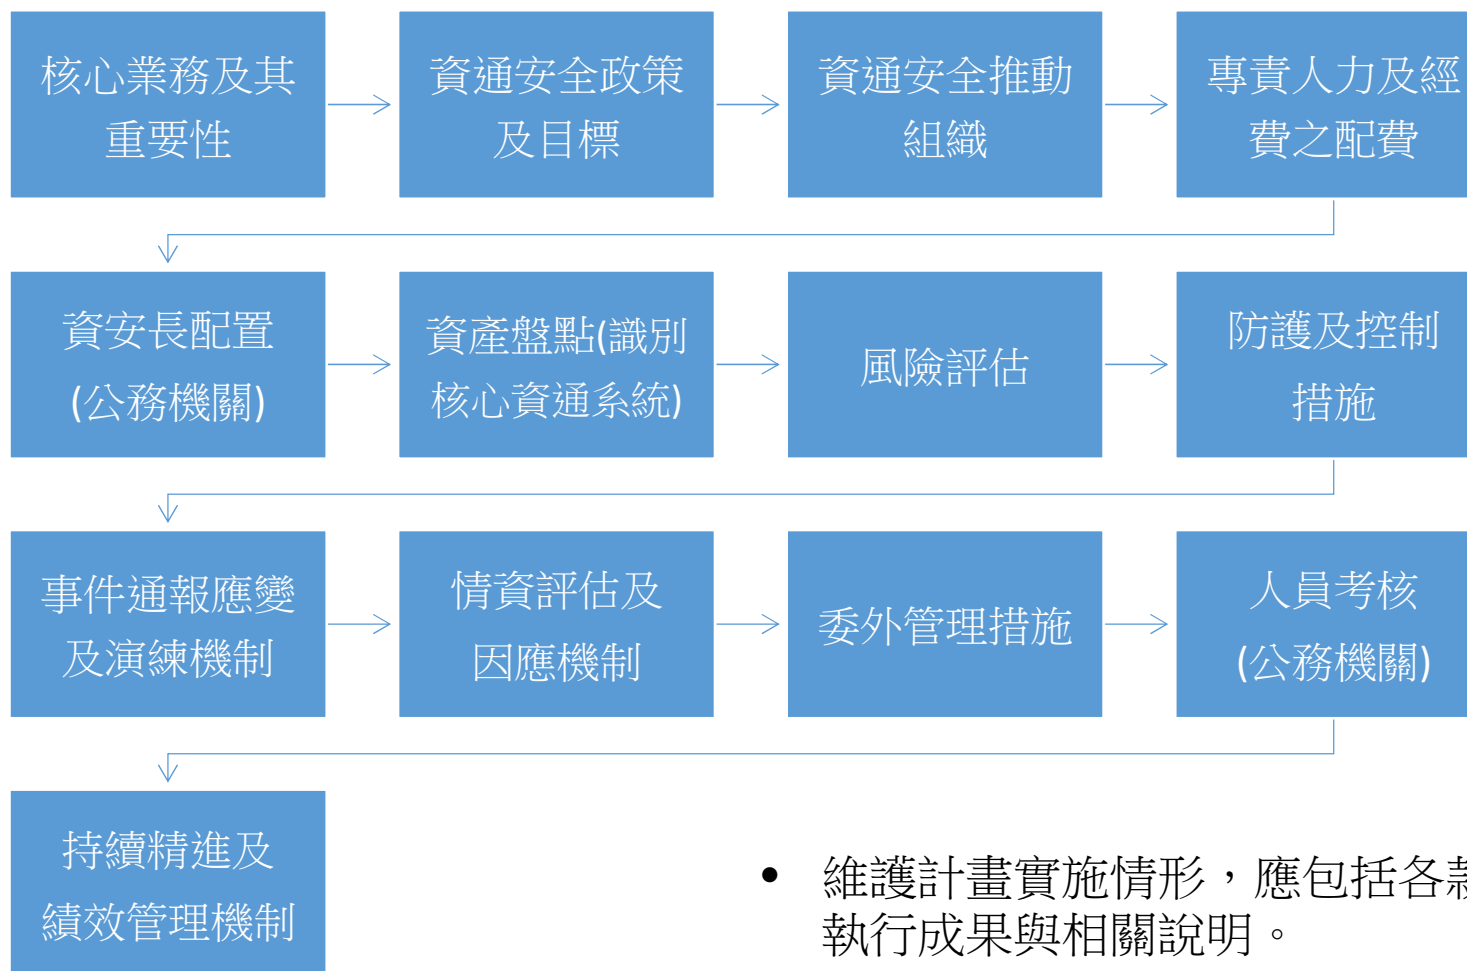 核心業務及其
重要性
資通安全政策
及目標
資通安全推動
組織
專責人力及經
費之配費
資安長配置
(公務機關)
資產盤點(識別
核心資通系統)
風險評估
防護及控制
措施
事件通報應變
及演練機制
情資評估及
因應機制
委外管理措施
人員考核
(公務機關)
持續精進及
績效管理機制
• 維護計畫實施情形，應包括各
執行成果與相關說明。